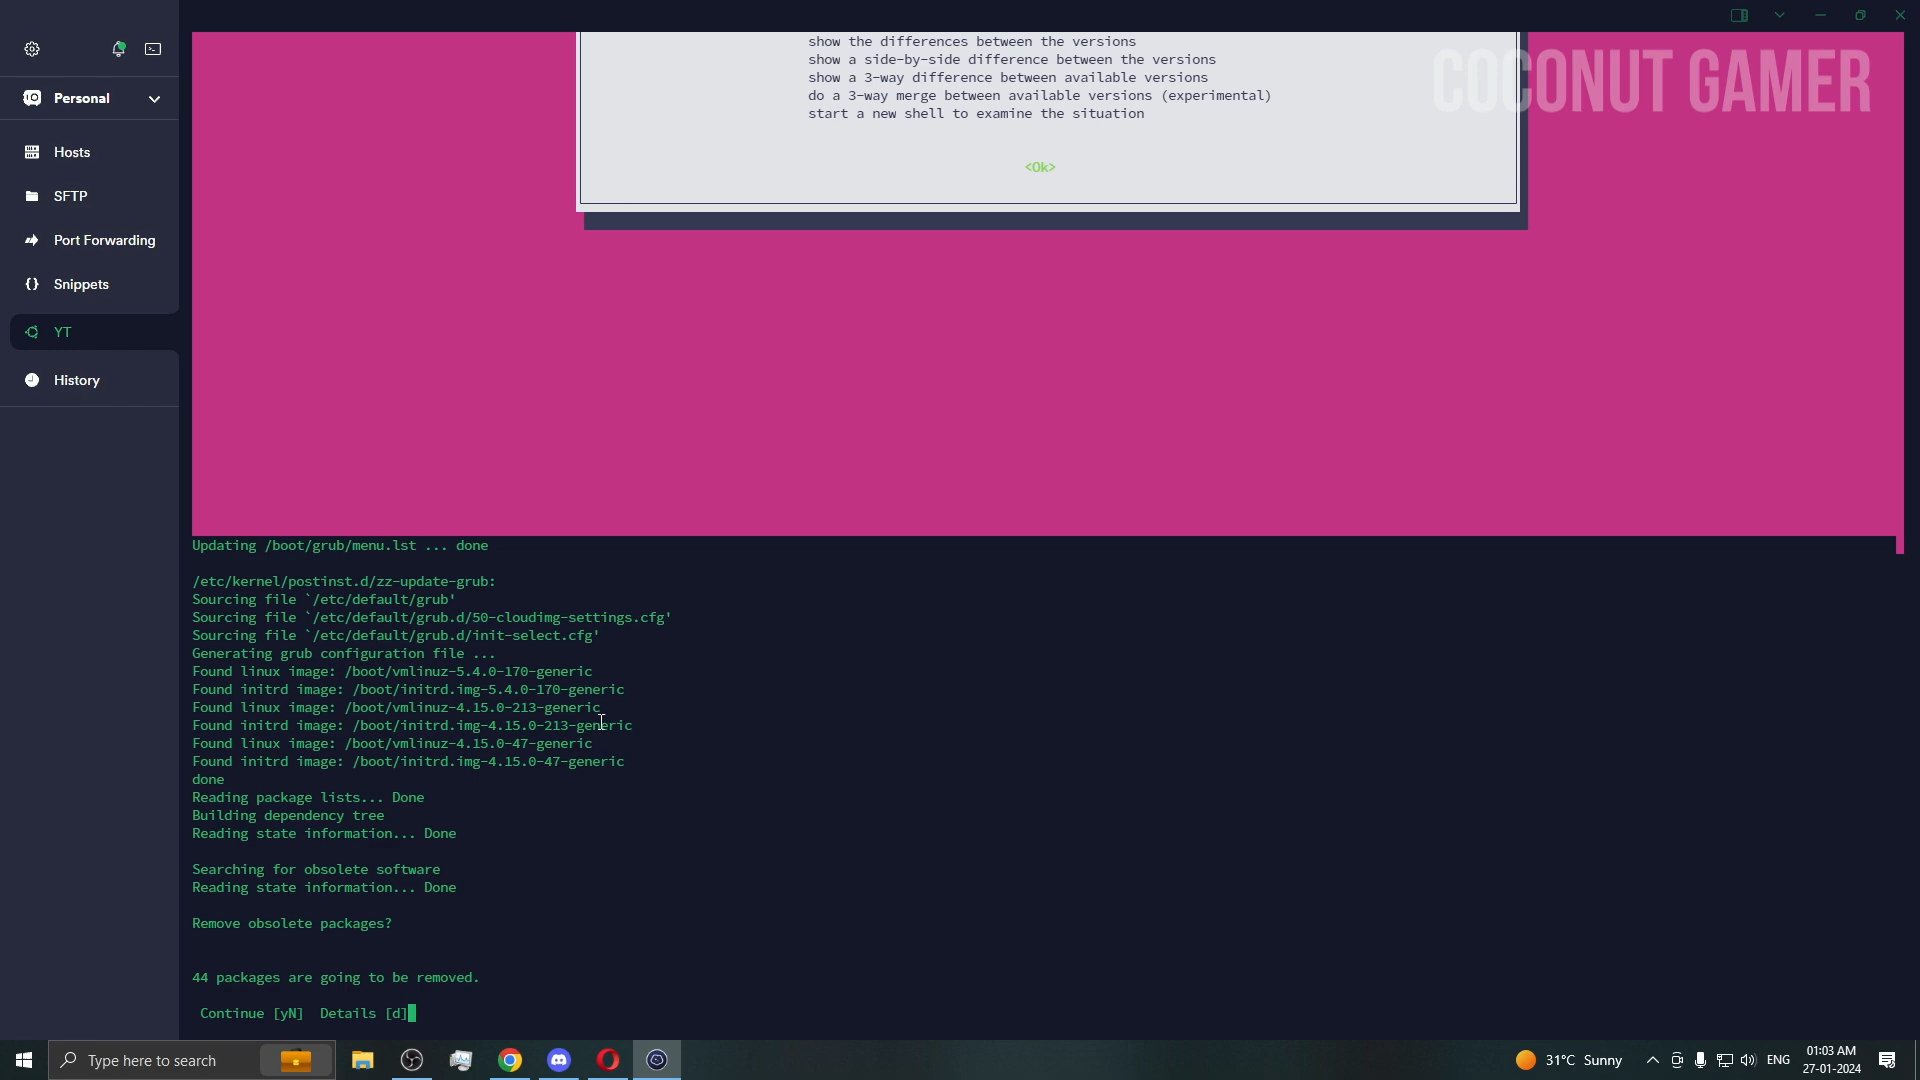 Personal
Hosts
SFTP
Port Forwarding
Snippets
YT
History
COCONUT GAMER
show the differences between the versions
show a side-by-side difference between the versions
show a 3-way difference between available versions
do a 3-way merge between available versions (experimental)
start a new shell to examine the situation
<Ok>
Updating /boot/grub/menu.lst ... done
/etc/kernel/postinst.d/zz-update-grub:
Sourcing file `/etc/default/grub'
Sourcing file `/etc/default/grub.d/50-cloudimg-settings.cfg'
Sourcing file `/etc/default/grub.d/init-select.cfg'
Generating grub configuration file ...
Found linux image: /boot/vmlinuz-5.4.0-170-generic
Found initrd image: /boot/initrd.img-5.4.0-170-generic
Found linux image: /boot/vmlinuz-4.15.0-213-generic
Found initrd image: /boot/initrd.img-4.15.0-213-generic
Found linux image: /boot/vmlinuz-4.15.0-47-generic
Found initrd image: /boot/initrd.img-4.15.0-47-generic
done
Reading package lists... Done
Building dependency tree
Reading state information... Done
Searching for obsolete software
Reading state information... Done
Remove obsolete packages?
44 packages are going to be removed.
Continue [yN]  Details [d]
Type here to search
31°C Sunny
ENG
01:03 AM
27-01-2024